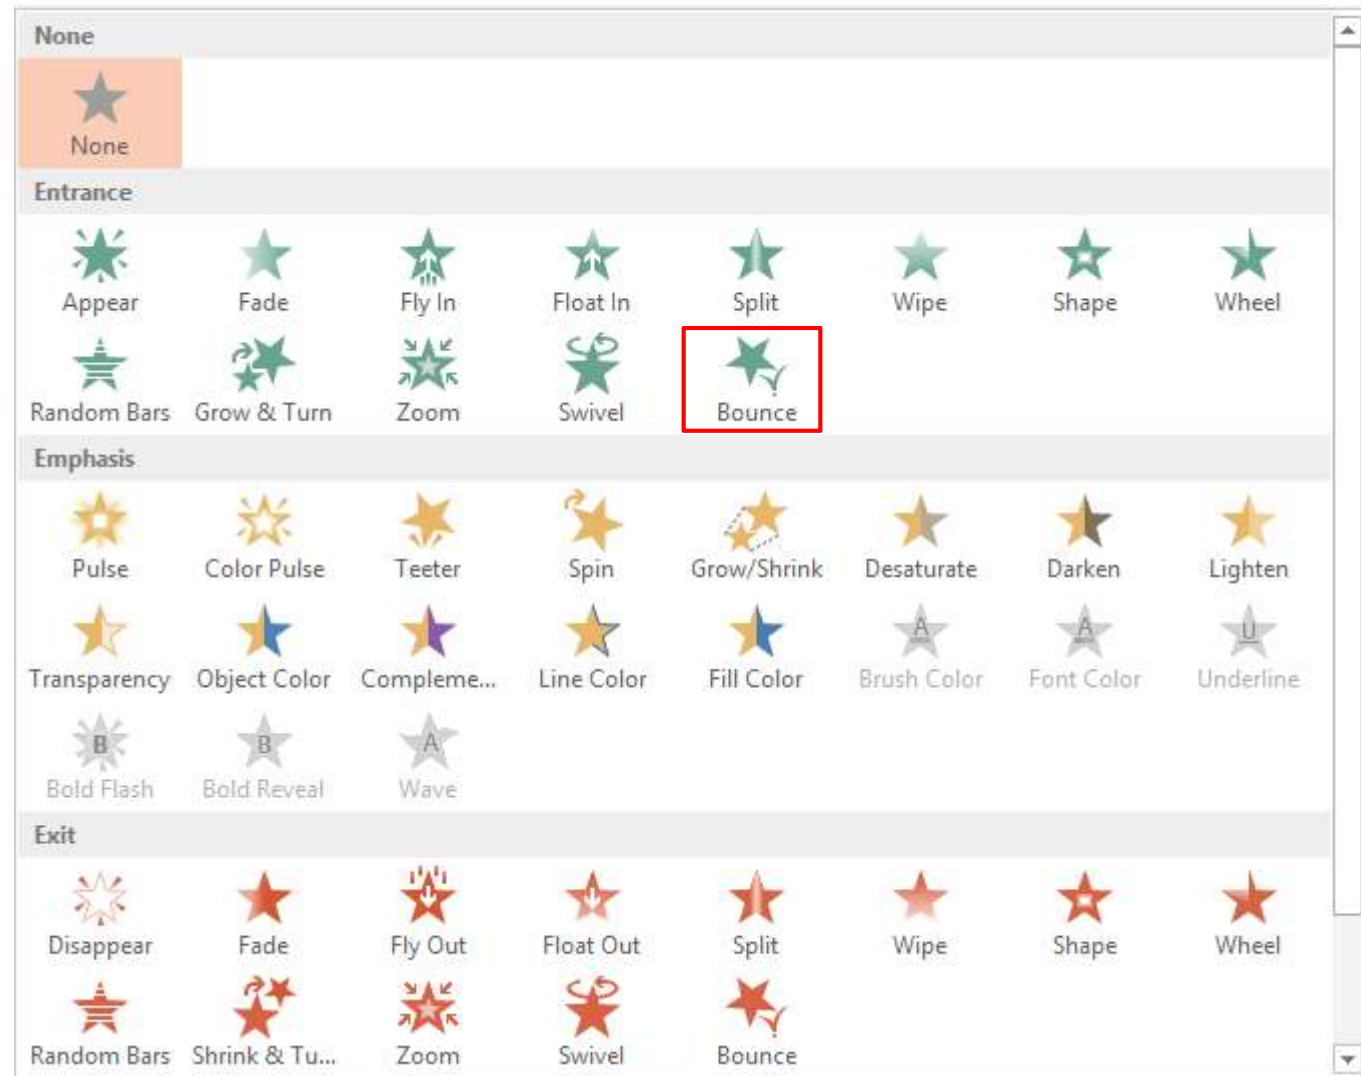 None
None
Entrance
Appear Fade Fly In Float In Split Wipe Shape Wheel
Random Bars Grow & Turn Zoom Swivel Bounce
Emphasis
Pulse Color Pulse Teeter Spin Grow/Shrink Desaturate Darken Lighten
Transparency Object Color Compleme... Line Color Fill Color Brush Color Font Color Underline
Bold Flash Bold Reveal Wave
Exit
Disappear Fade Fly Out Float Out Split Wipe Shape Wheel
Random Bars Shrink & Tu... Zoom Swivel Bounce